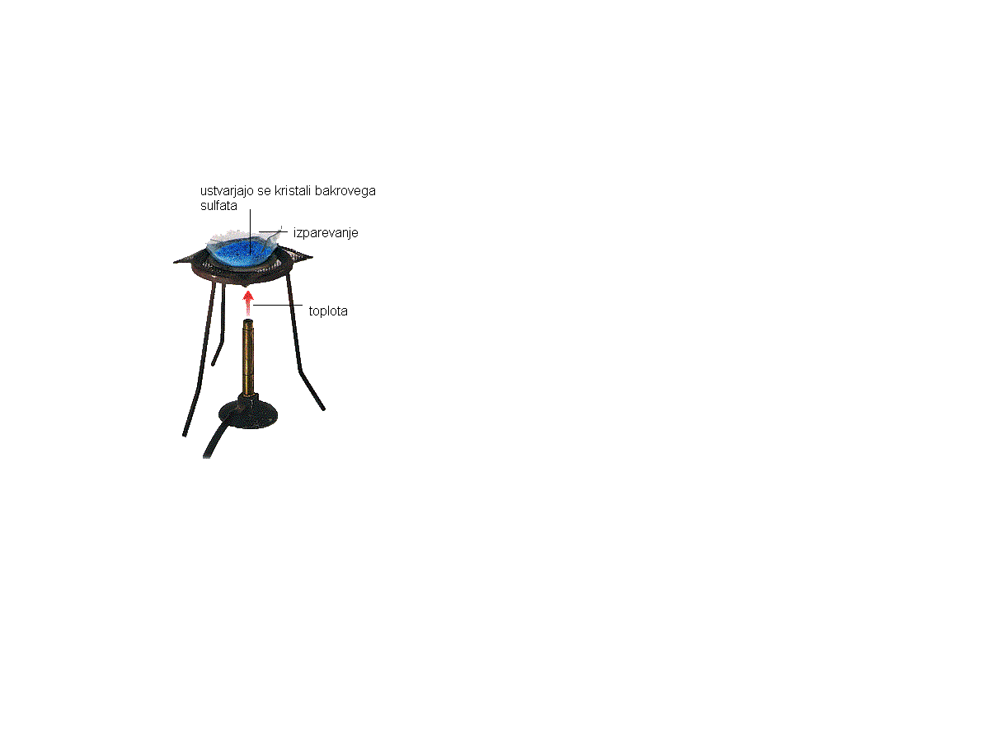 ustvarjajo se kristali bakrovega
sulfata
izparevanje
toplota